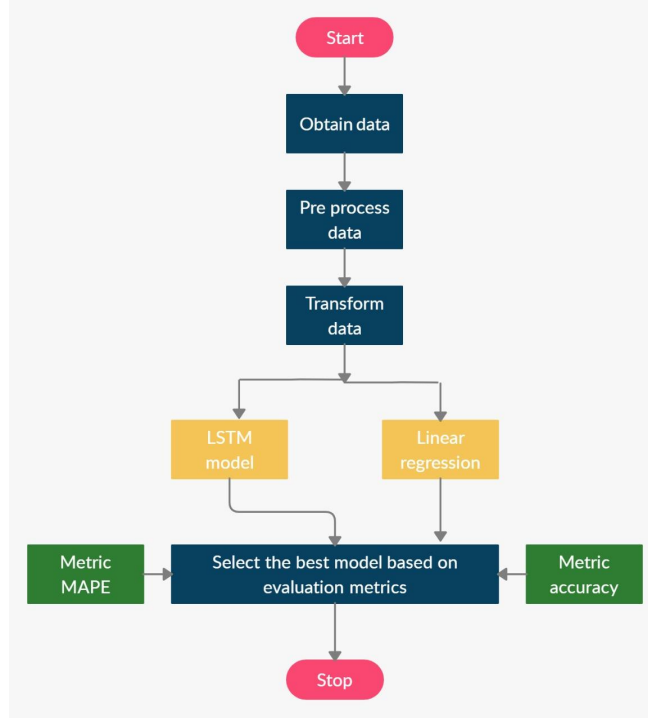 Start
Obtain data
Pre process
data
Transform
data
LSTM
model
Linear
regression
Metric
MAPE
Select the best model based on
evaluation metrics
Metric
accuracy
Stop